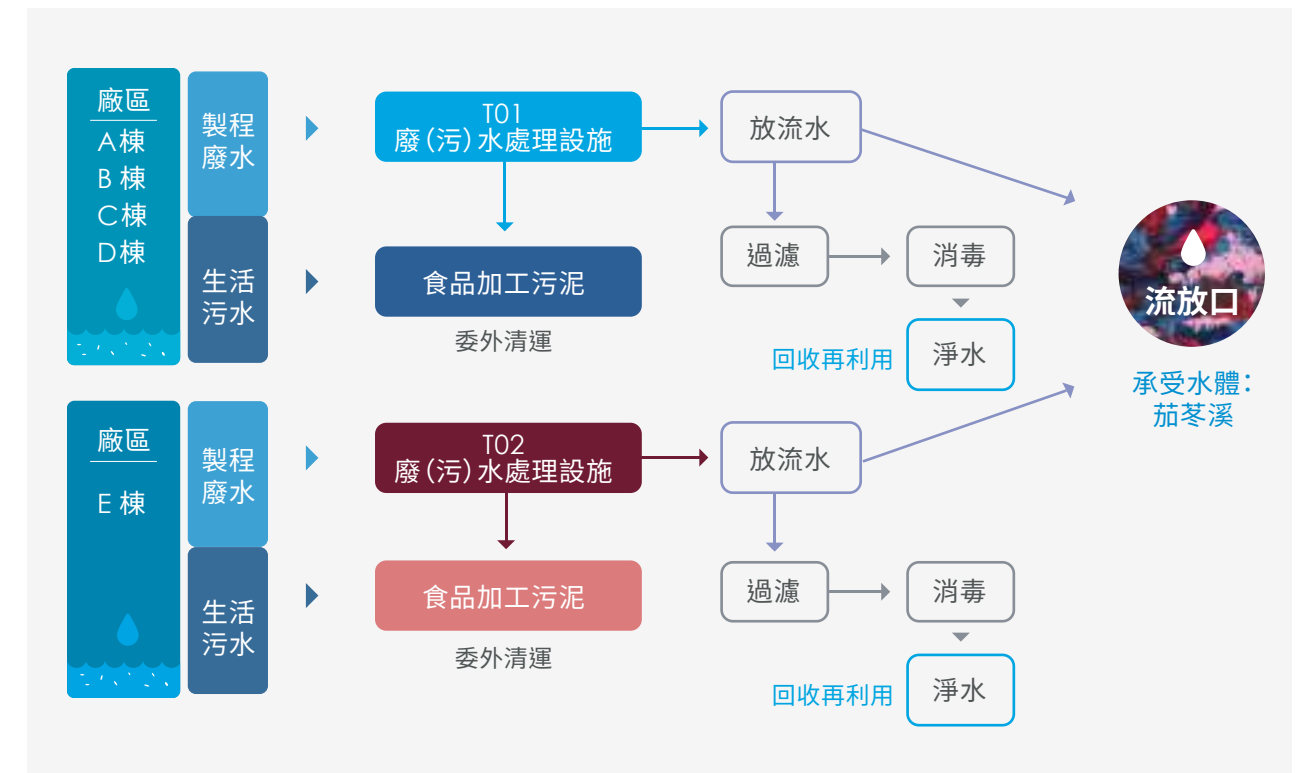 廠區
A棟
B 棟
C棟
D棟
製程
廢水
生活
污水
T01
廢(污)水處理設施
食品加工污泥
委外清運
放流水
過濾
消毒
回收再利用
淨水
流放口
承受水體：
茄苳溪
廠區
E 棟
製程
廢水
生活
污水
T02
廢(污)水處理設施
食品加工污泥
委外清運
放流水
過濾
消毒
回收再利用
淨水